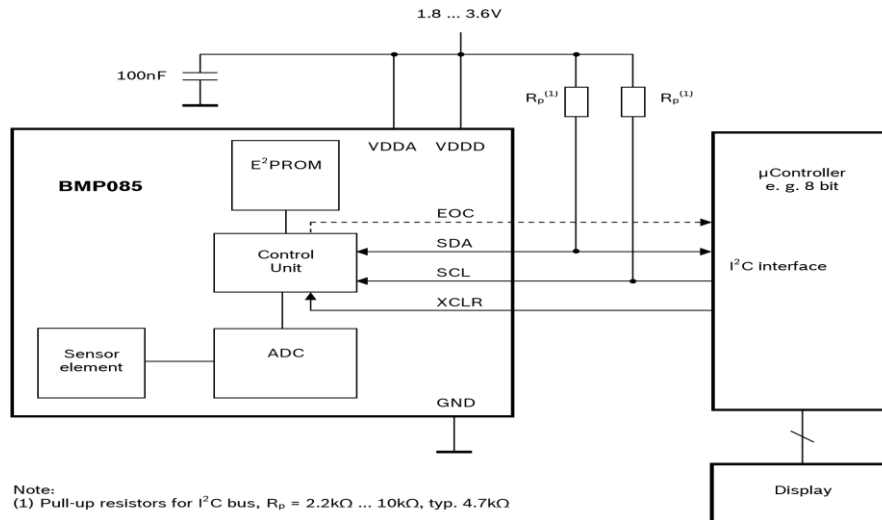 1.8 ... 3.6V
100nF
Rₚ⁽¹⁾
Rₚ⁽¹⁾
VDDA
VDDD
BMP085
E²PROM
µController
e. g. 8 bit
EOC
SDA
Control
Unit
I²C interface
SCL
XCLR
Sensor
element
ADC
GND
Note:
(1) Pull-up resistors for I²C bus, Rₚ = 2.2kΩ ... 10kΩ, typ. 4.7kΩ
Display